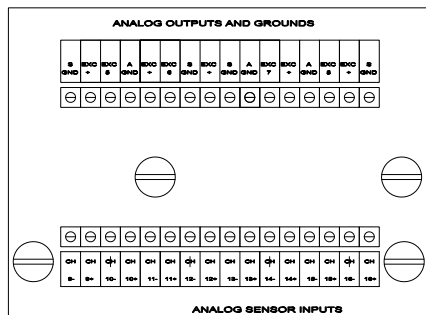 ANALOG OUTPUTS AND GROUNDS
S EXC EXC A EXC EXC S EXC S A EXC EXC A EXC EXC S
GND + 5 GND + 6 GND + GND GND 7 + GND 8 + GND
CH CH CH CH CH CH CH CH CH CH CH CH CH CH CH CH
9- 9+ 10- 10+ 11- 11+ 12- 12+ 13- 13+ 14- 14+ 15- 15+ 16- 16+
ANALOG SENSOR INPUTS